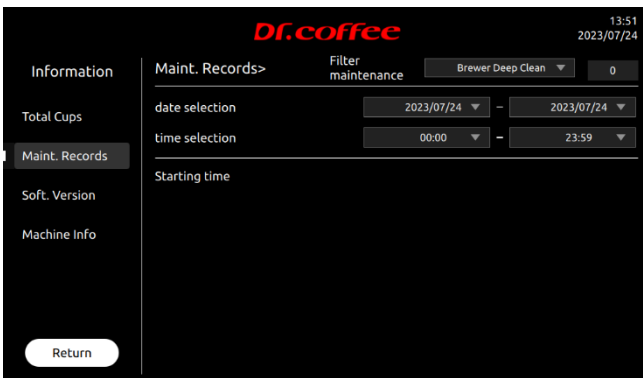 Dr.coffee
13:51
2023/07/24
Information
Total Cups
Maint. Records
Soft. Version
Machine Info
Return
Maint. Records>
Filter
maintenance
Brewer Deep Clean
0
date selection
2023/07/24 – 2023/07/24
time selection
00:00 – 23:59
Starting time